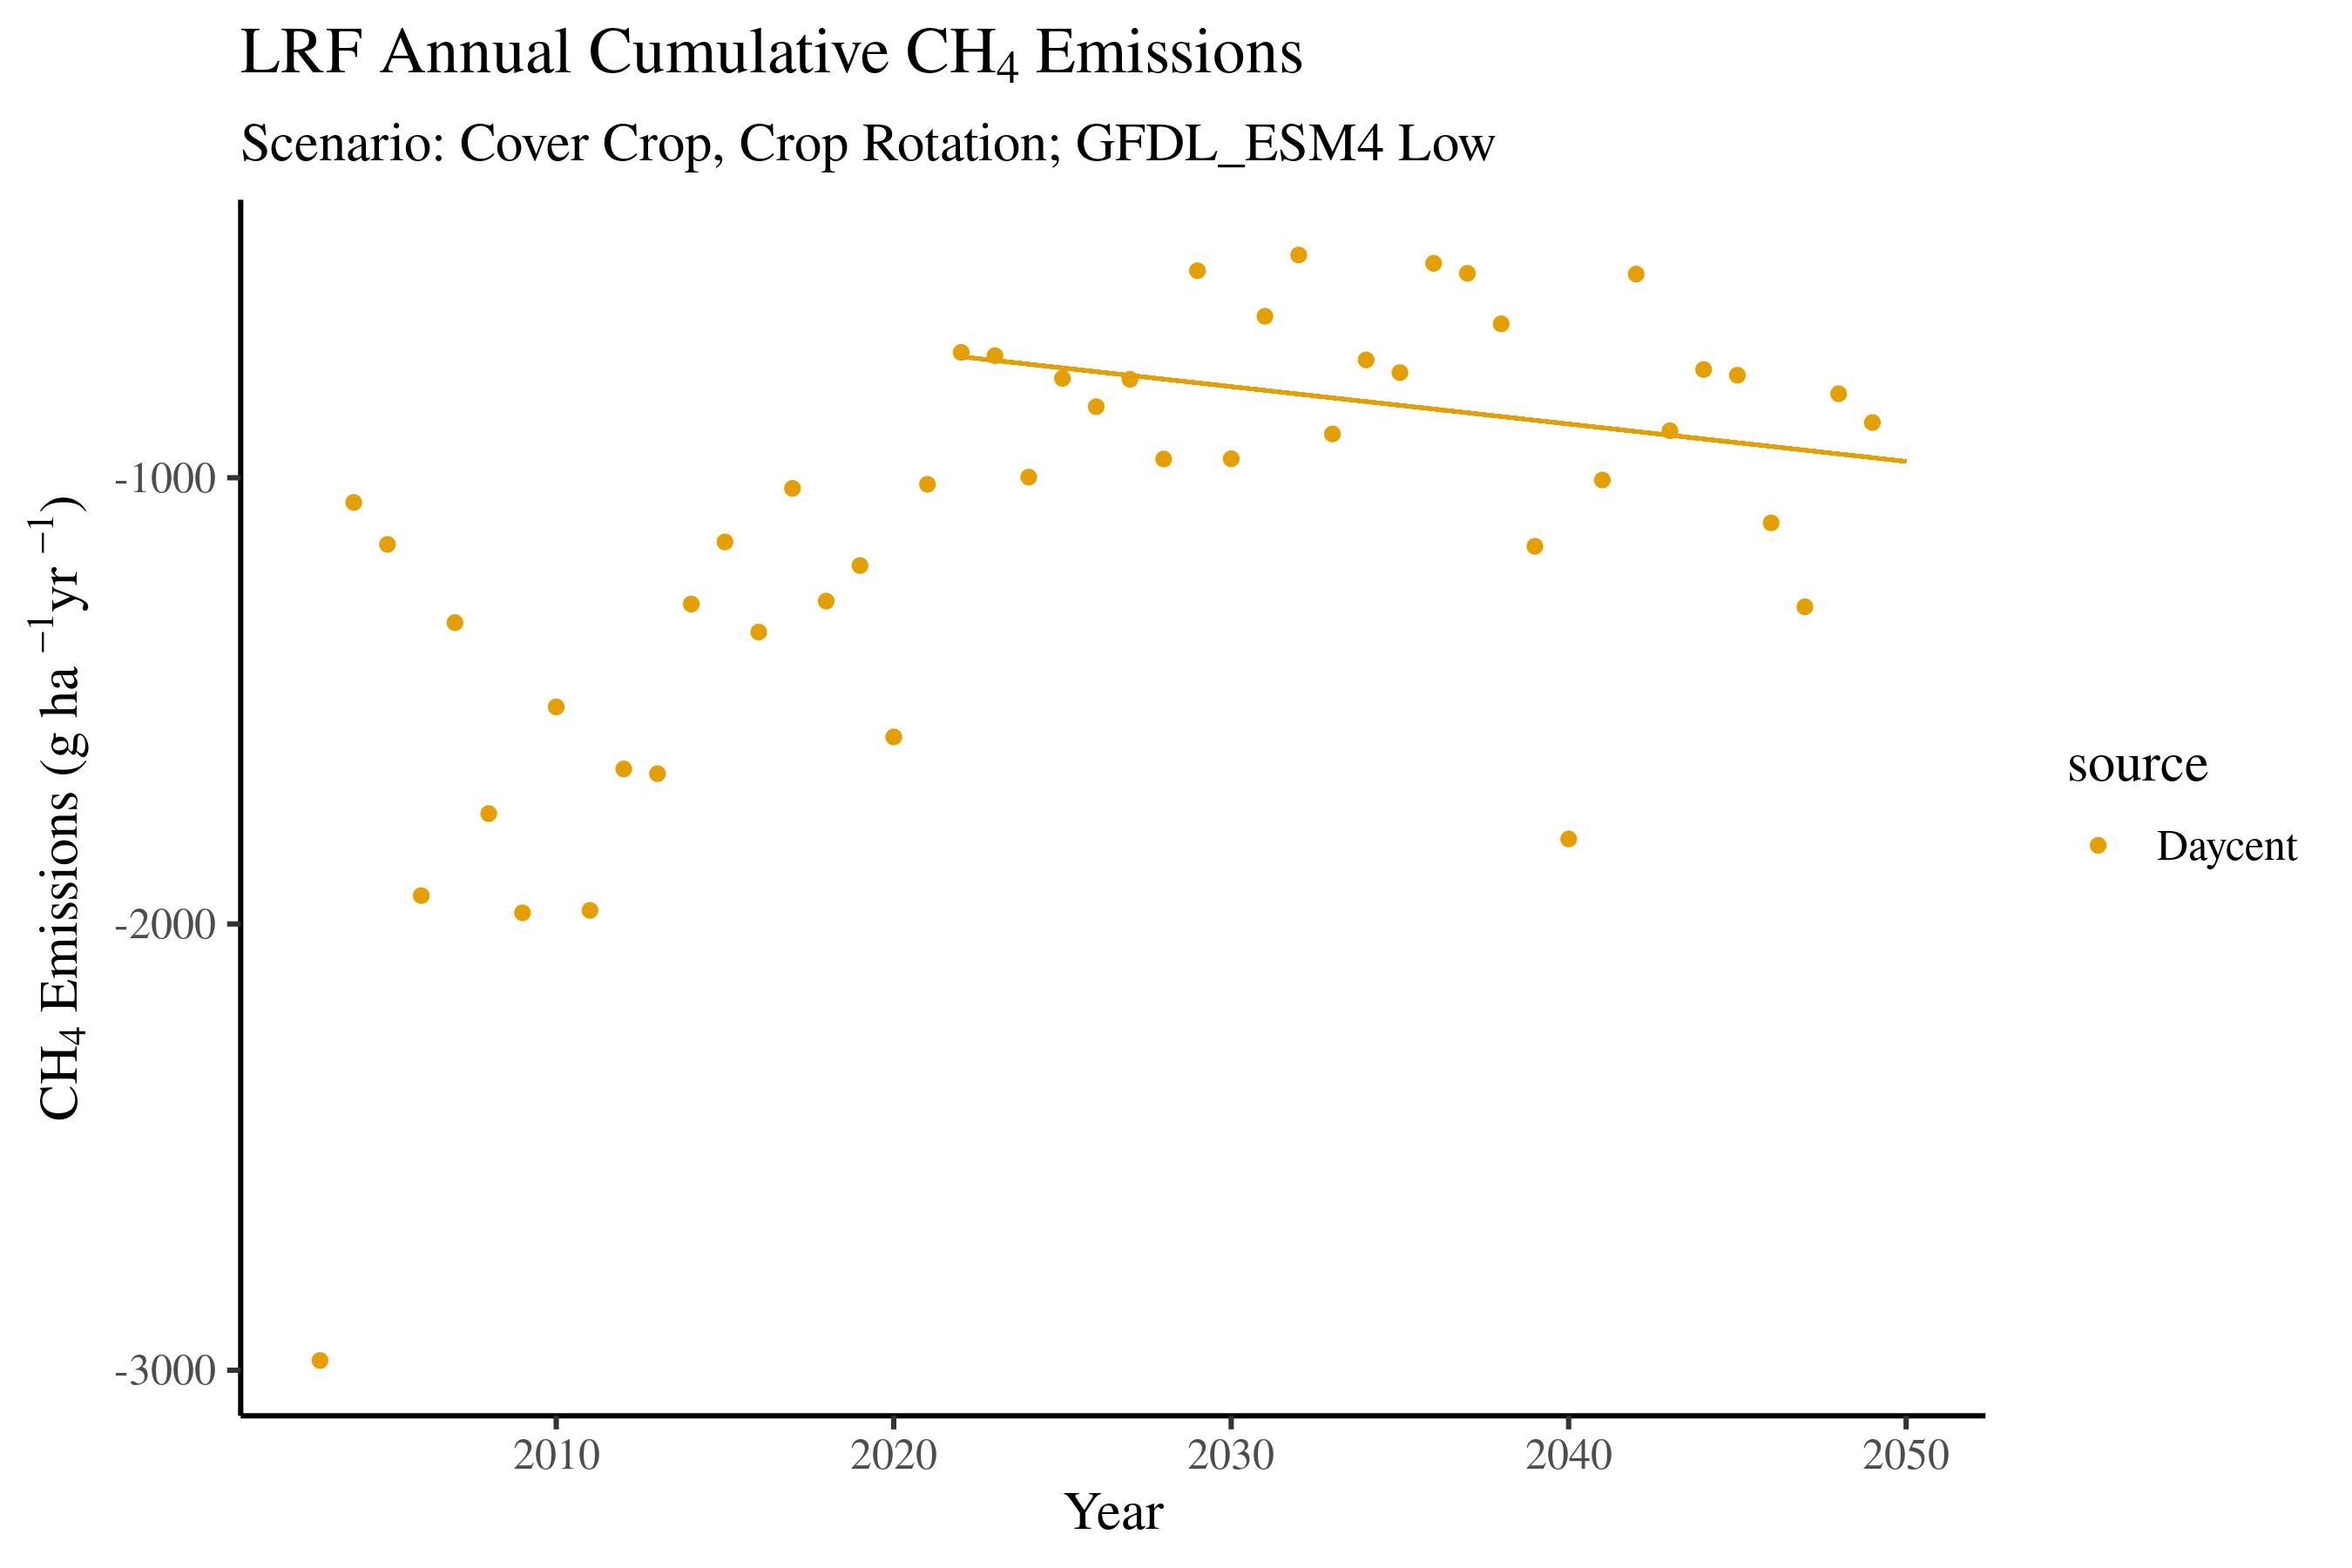 LRF Annual Cumulative CH₄ Emissions
Scenario: Cover Crop, Crop Rotation; GFDL_ESM4 Low
CH₄ Emissions (g ha ⁻¹yr ⁻¹)
-1000
-2000
-3000
2010 2020 2030 2040 2050
Year
source
Daycent